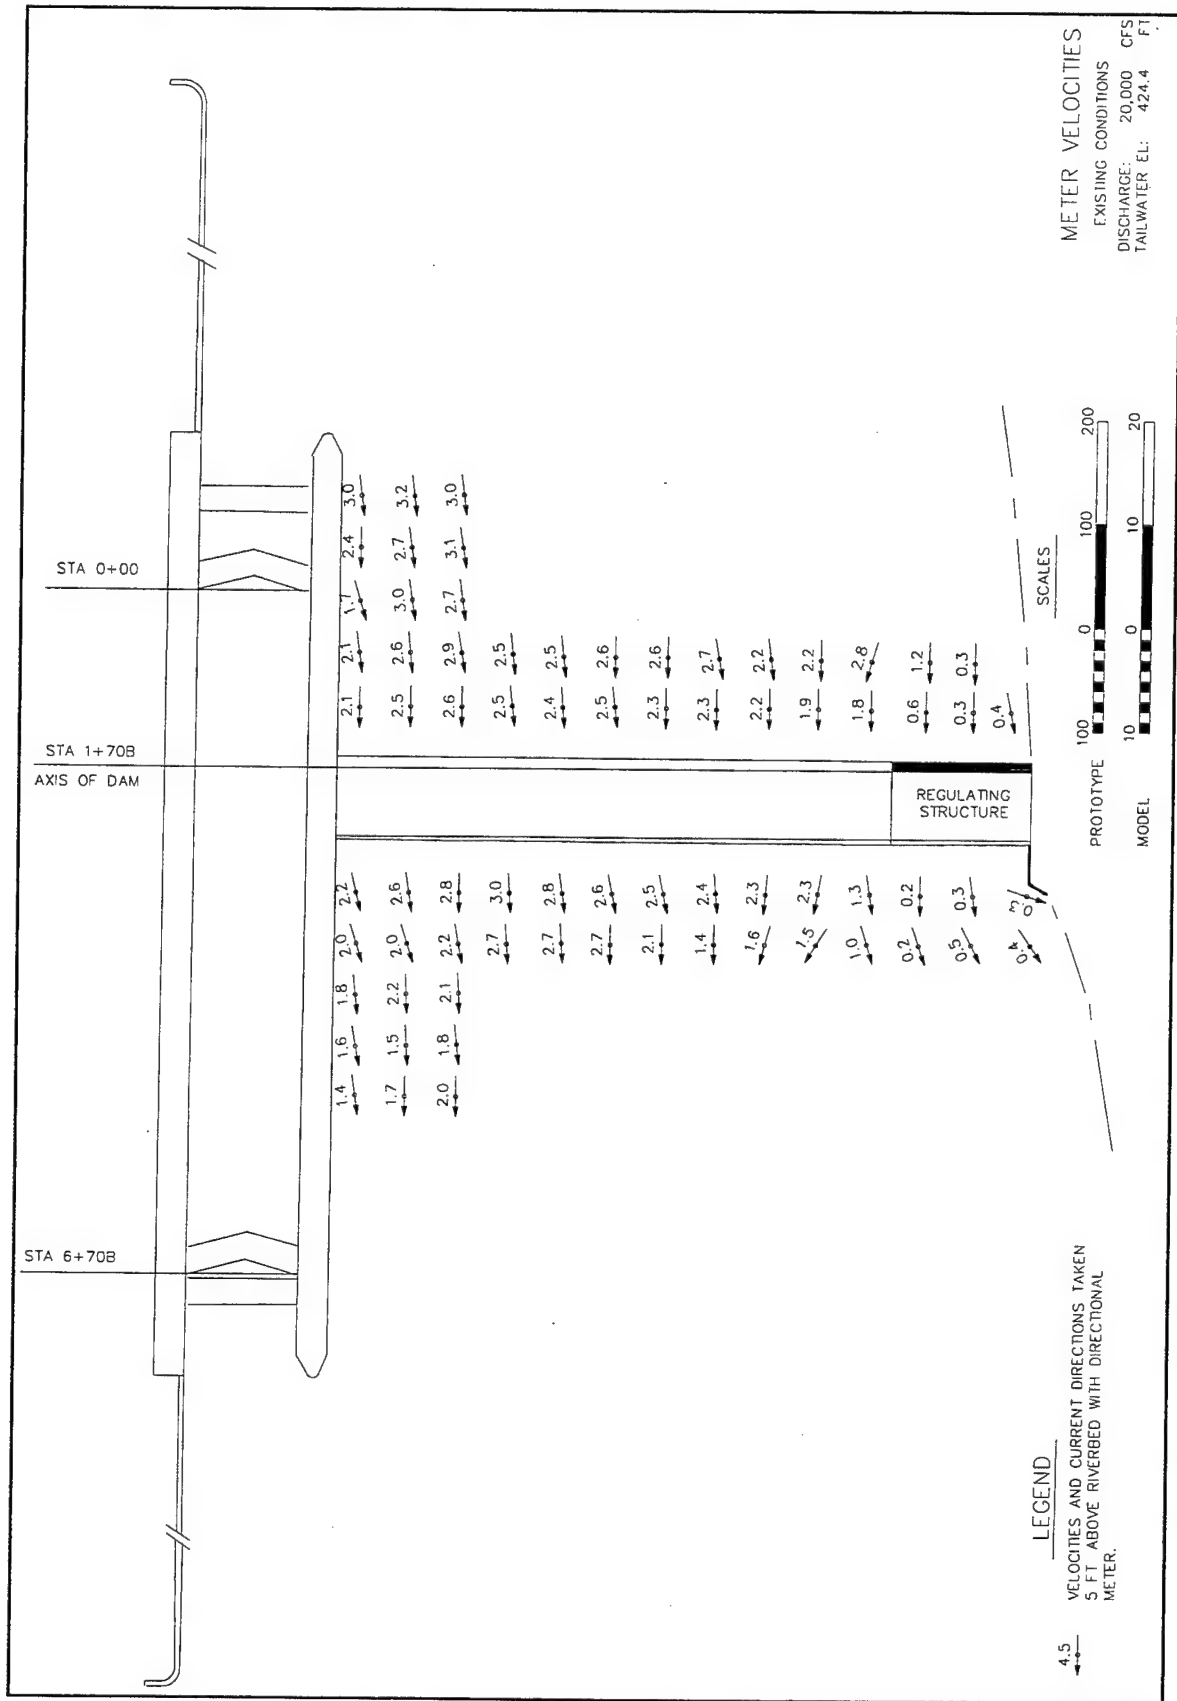 STA 6+70B
STA 1+70B
AXIS OF DAM
STA 0+00
1.4 1.6 1.8 2.0 2.2 2.1 2.1 1.7 2.4 3.0
1.7 1.5 2.2 2.0 2.6 2.5 2.6 3.0 2.7 3.2
2.0 1.8 2.1 2.2 2.8 2.6 2.9 2.7 3.1 3.0
2.7 3.0 2.5 2.5
2.7 2.8 2.4 2.5
2.7 2.6 2.5 2.6
2.1 2.5 2.3 2.6
1.4 2.4 2.3 2.7
1.6 2.3 2.2 2.2
1.5 2.3 1.9 2.2
1.0 1.3 1.8 2.8
0.2 0.2 0.6 1.2
0.5 0.3 0.3 0.3
0.4 0.3 0.4
REGULATING
STRUCTURE
LEGEND
4.5 VELOCITIES AND CURRENT DIRECTIONS TAKEN
5 FT ABOVE RIVERBED WITH DIRECTIONAL
METER.
SCALES
PROTOTYPE 100 0 100 200
MODEL 10 0 10 20
METER VELOCITIES
EXISTING CONDITIONS
DISCHARGE: 20,000 CFS
TAILWATER EL: 424.4 FT